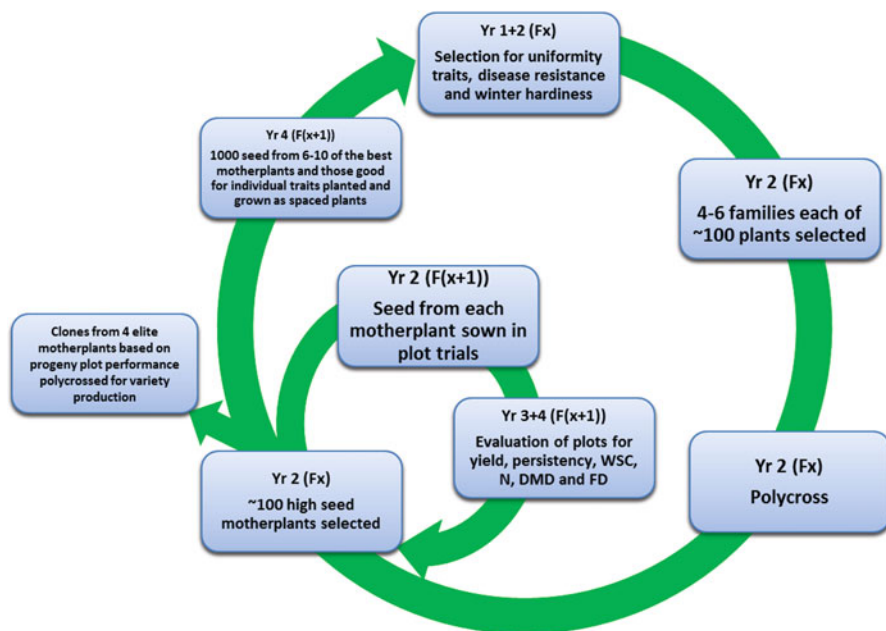 Yr 1+2 (Fx)
Selection for uniformity
traits, disease resistance
and winter hardiness
Yr 2 (Fx)
4-6 families each of
~100 plants selected
Yr 2 (Fx)
Polycross
Yr 2 (Fx)
~100 high seed
motherplants selected
Yr 2 (F(x+1))
Seed from each
motherplant sown in
plot trials
Yr 3+4 (F(x+1))
Evaluation of plots for
yield, persistency, WSC,
N, DMD and FD
Clones from 4 elite
motherplants based on
progeny plot performance
polycrossed for variety
production
Yr 4 (F(x+1))
1000 seed from 6-10 of the best
motherplants and those good
for individual traits planted and
grown as spaced plants